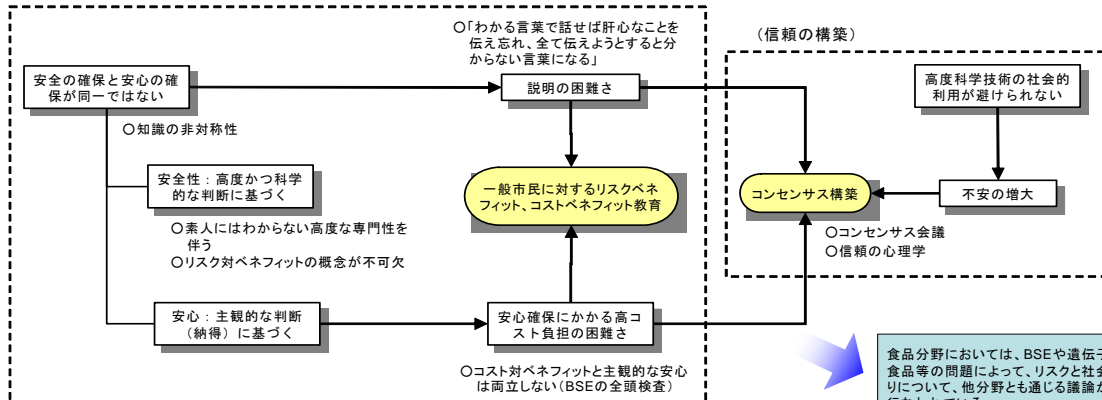 ○「わかる言葉で話せば肝心なことを
伝え忘れ、全て伝えようとすると分
からない言葉になる」
（信頼の構築）
安全の確保と安心の確
保が同一ではない
説明の困難さ
高度科学技術の社会的
利用が避けられない
○知識の非対称性
安全性：高度かつ科学
的な判断に基づく
一般市民に対するリスクベネ
フィット、コストベネフィット教育
コンセンサス構築
不安の増大
○素人にはわからない高度な専門性を
伴う
○リスク対ベネフィットの概念が不可欠
○コンセンサス会議
○信頼の心理学
安心：主観的な判断
（納得）に基づく
安心確保にかかる高コ
スト負担の困難さ
○コスト対ベネフィットと主観的な安心
は両立しない（BSEの全頭検査）
食品分野においては、BSEや遺伝子
食品等の問題によって、リスクと社会
りについて、他分野とも通じる議論が